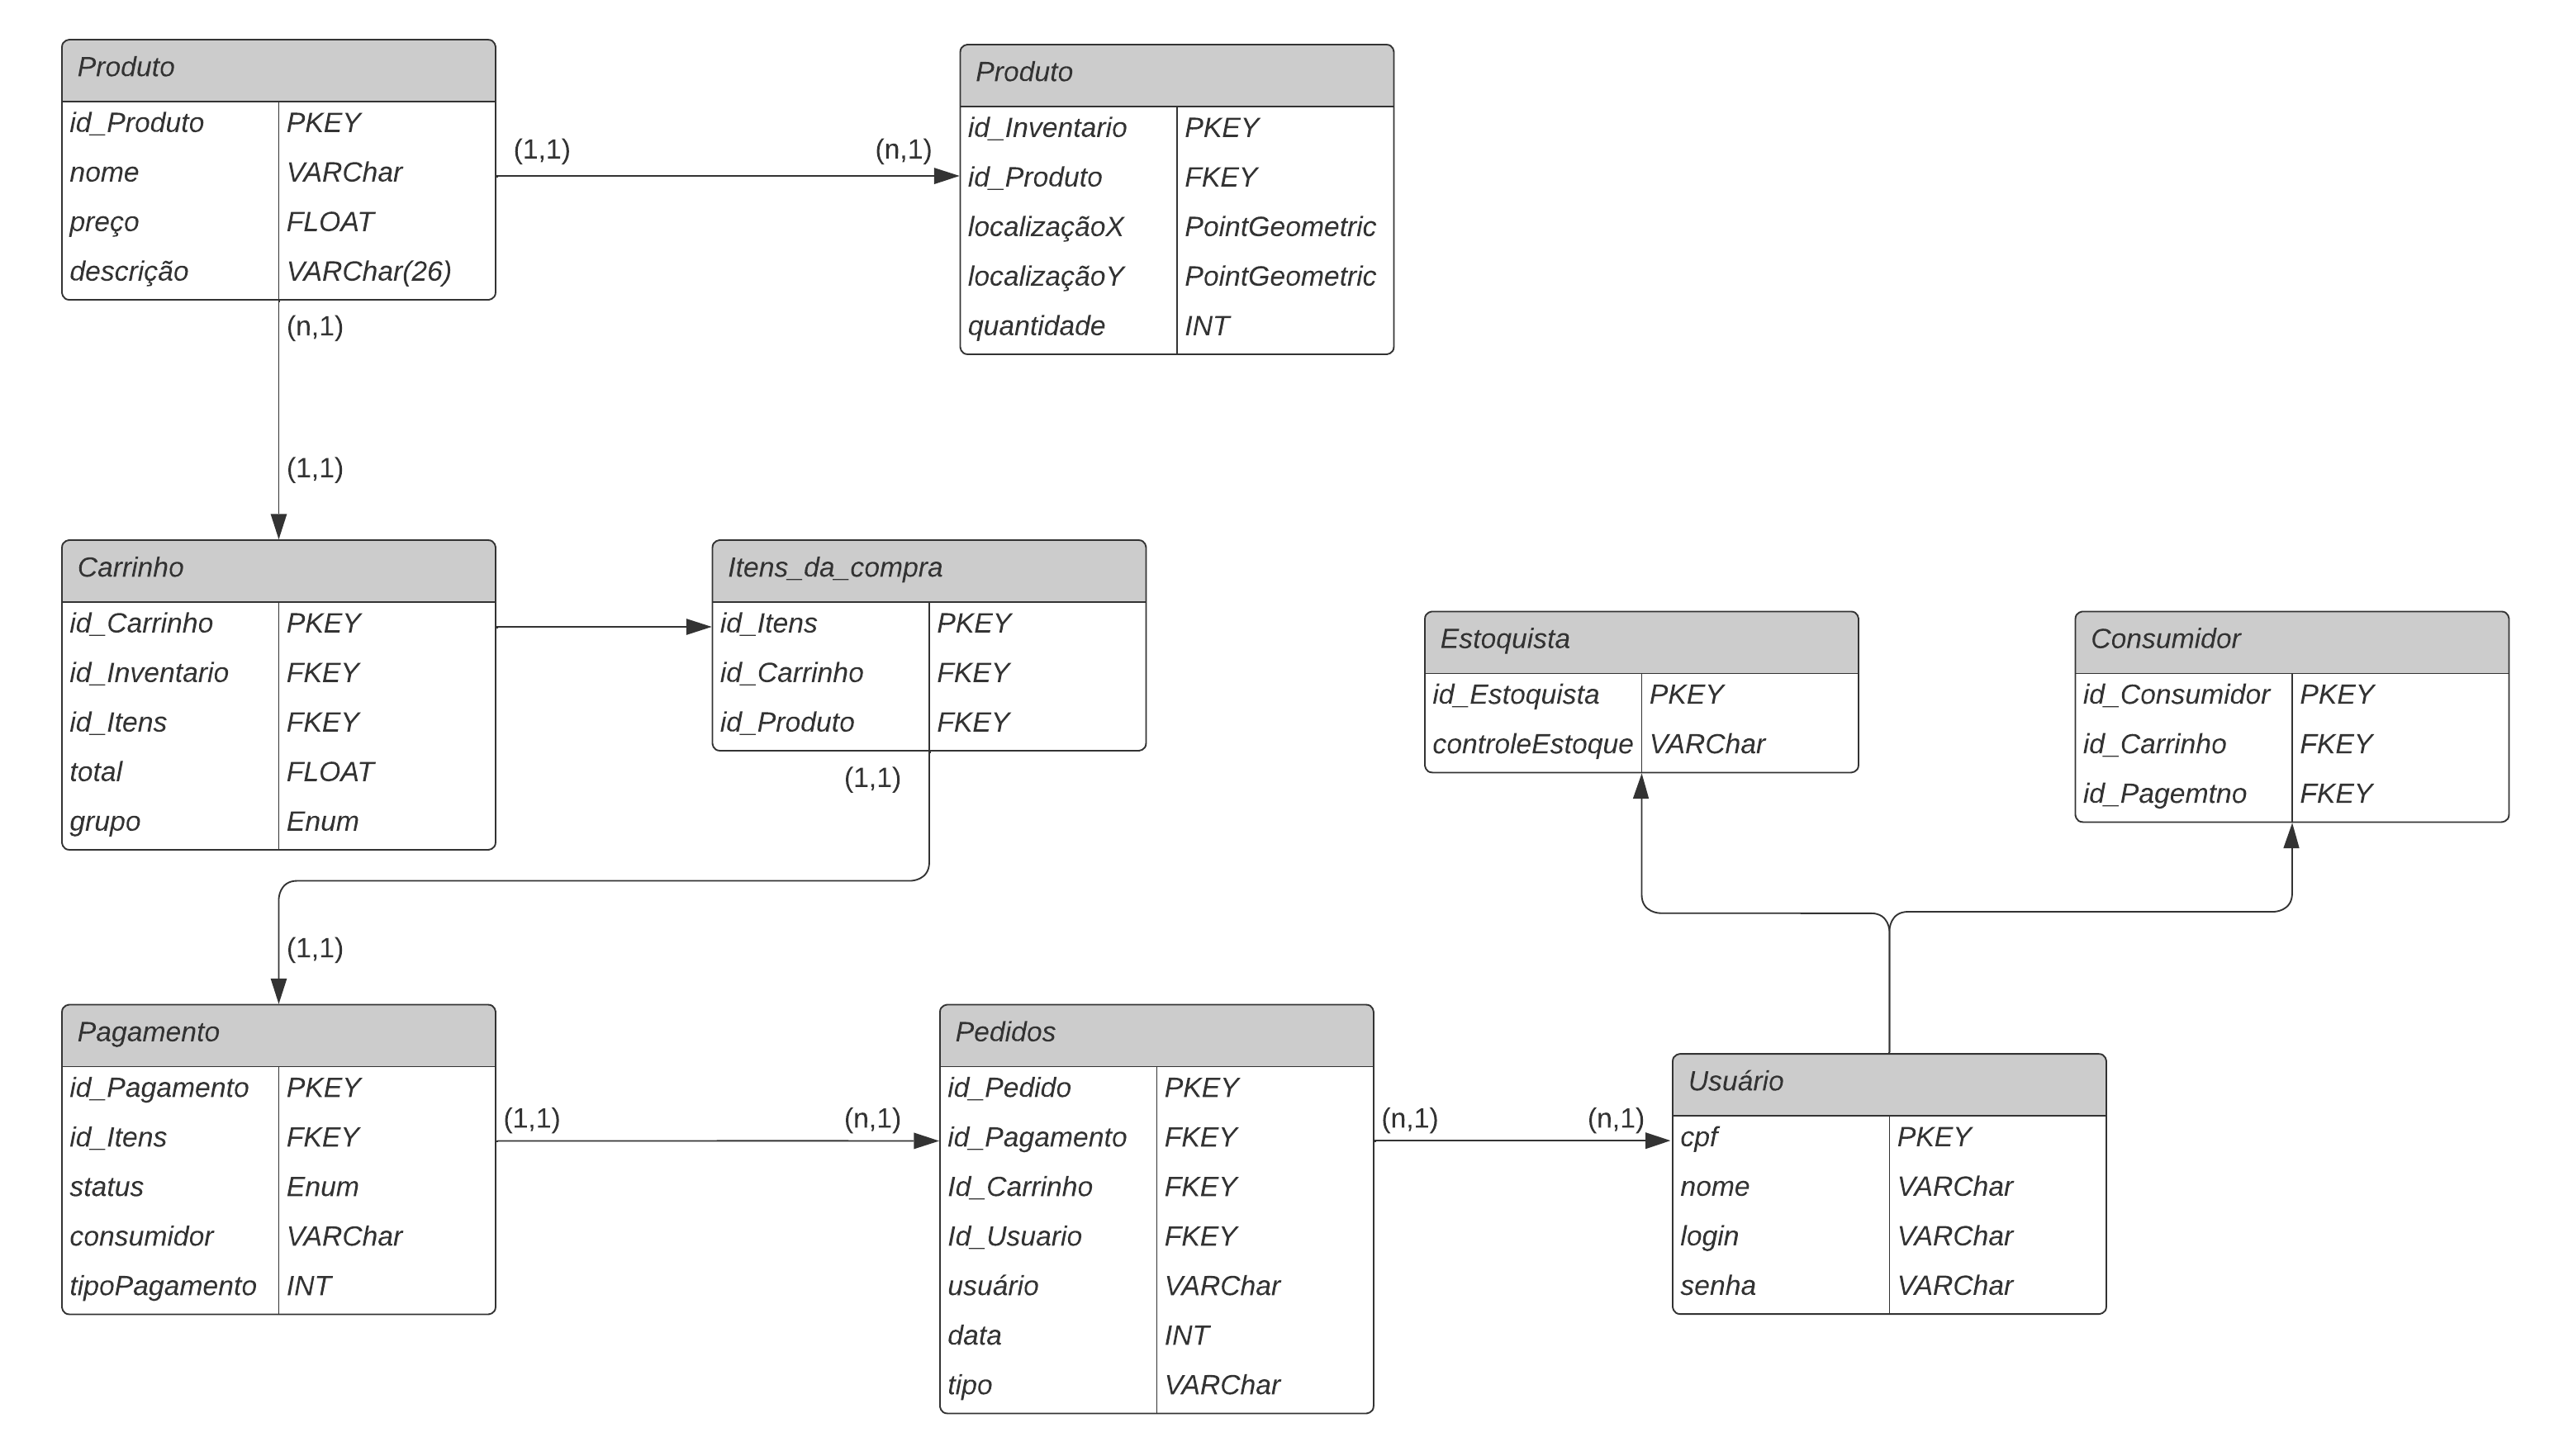 Produto
id_Produto PKEY
nome VARChar
preço FLOAT
descrição VARChar(26)
(1,1) (n,1)
Produto
id_Inventario PKEY
id_Produto FKEY
localizaçãoX PointGeometric
localizaçãoY PointGeometric
quantidade INT
(n,1)
(1,1)
Carrinho
id_Carrinho PKEY
id_Inventario FKEY
id_Itens FKEY
total FLOAT
grupo Enum
Itens_da_compra
id_Itens PKEY
id_Carrinho FKEY
id_Produto FKEY
(1,1)
(1,1)
Estoquista
id_Estoquista PKEY
controleEstoque VARChar
Consumidor
id_Consumidor PKEY
id_Carrinho FKEY
id_Pagemtno FKEY
Pagamento
id_Pagamento PKEY
id_Itens FKEY
status Enum
consumidor VARChar
tipoPagamento INT
(1,1) (n,1)
Pedidos
id_Pedido PKEY
id_Pagamento FKEY
Id_Carrinho FKEY
Id_Usuario FKEY
usuário VARChar
data INT
tipo VARChar
(n,1) (n,1)
Usuário
cpf PKEY
nome VARChar
login VARChar
senha VARChar